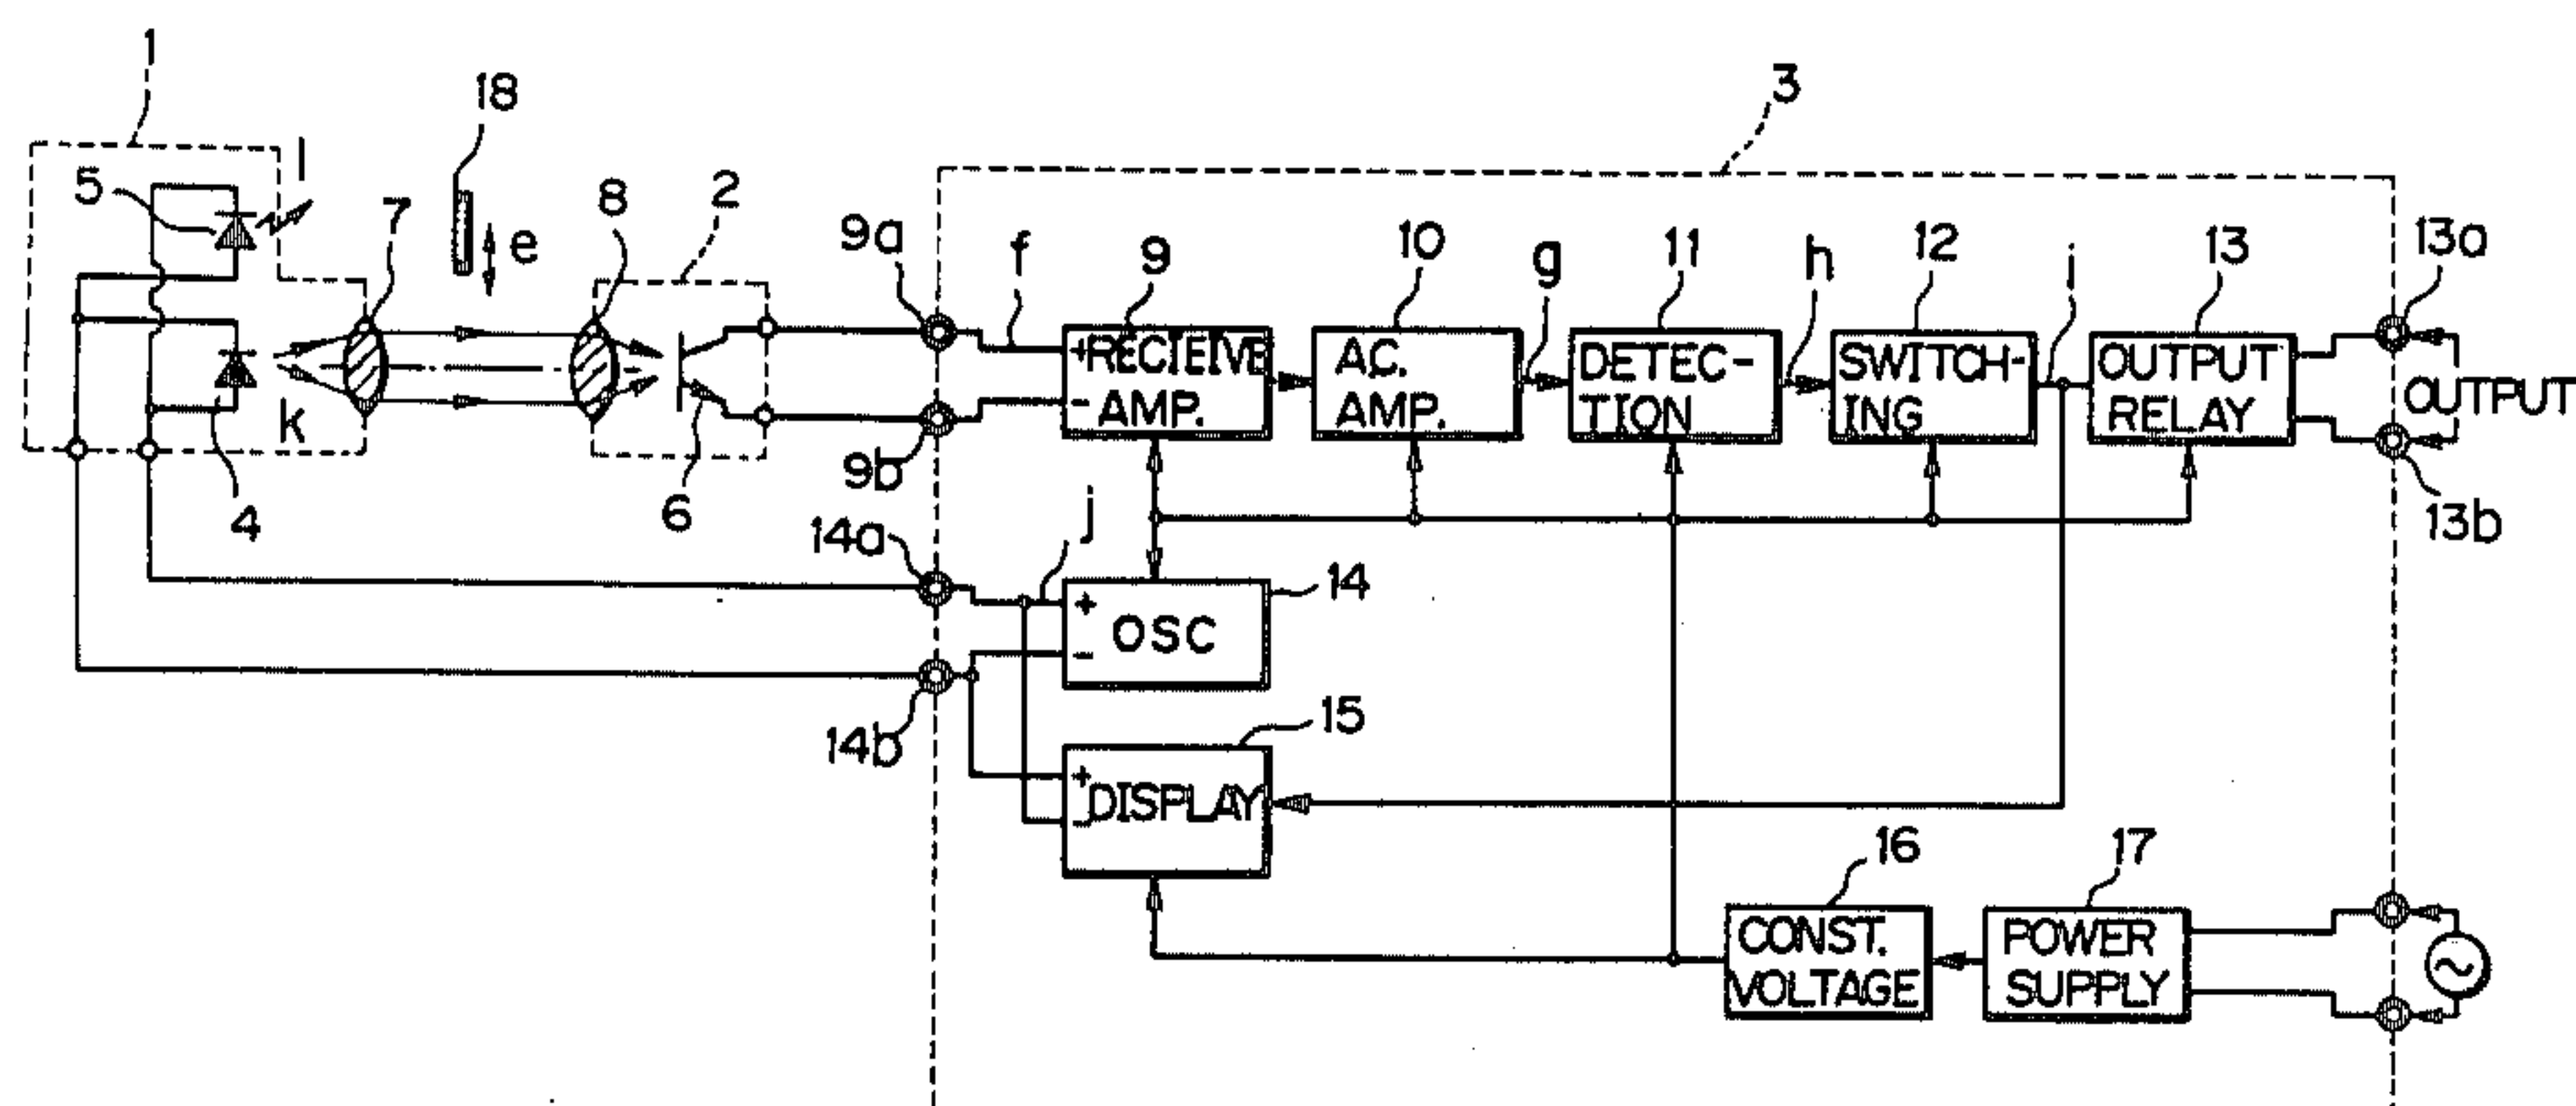 1
18
3
5
l
7
8
2
9a
f
9
10
g
11
h
12
i
13
13a
e
+ RECIEIVE
- AMP.
AC.
AMP.
DETEC-
TION
SWITCH-
ING
OUTPUT
RELAY
OUTPUT
k
4
6
9b
13b
14a
j
14
+
OSC
-
14b
15
+
DISPLAY
-
16
17
CONST.
VOLTAGE
POWER
SUPPLY
~